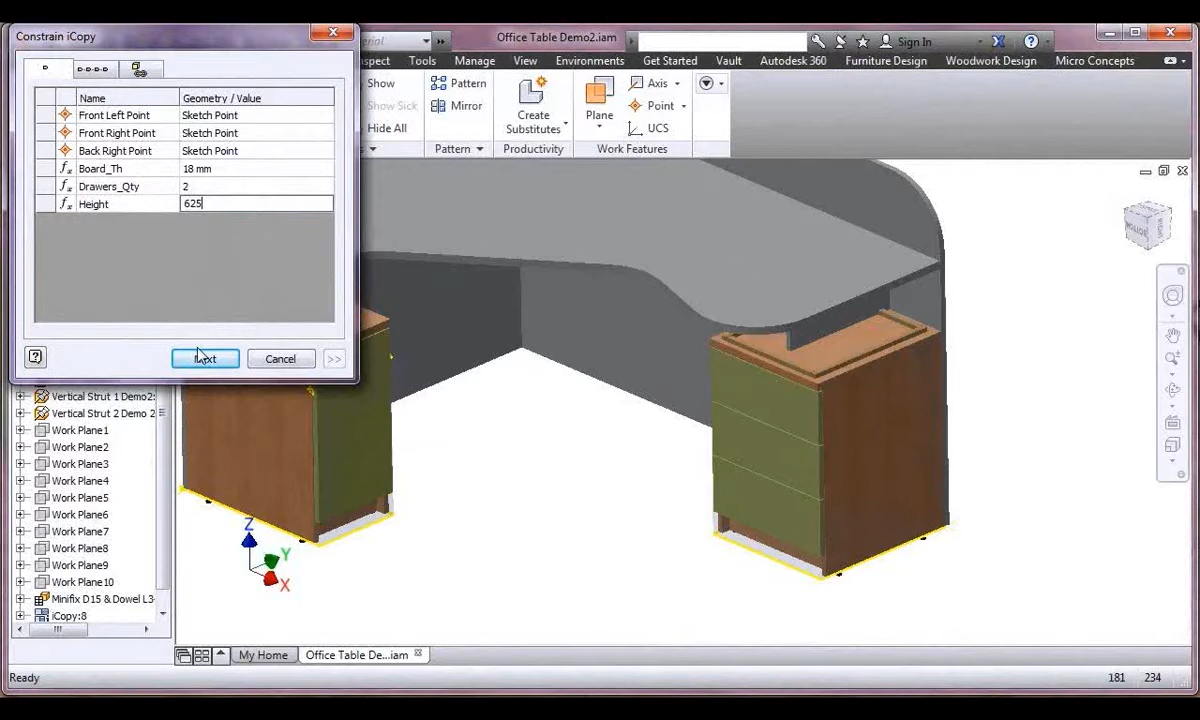 Constrain iCopy
Office Table Demo2.iam
Sign In
Tools Manage View Environments Get Started Vault Autodesk 360 Furniture Design Woodwork Design Micro Concepts
Name Geometry / Value
Front Left Point Sketch Point
Front Right Point Sketch Point
Back Right Point Sketch Point
Board_Th 18 mm
Drawers_Qty 2
Height 625
Next Cancel >>
Show
Show Sick
Hide All
Pattern
Mirror
Pattern
Create
Substitutes
Productivity
Plane
Axis
Point
UCS
Work Features
Vertical Strut 1 Demo2:
Vertical Strut 2 Demo 2
Work Plane1
Work Plane2
Work Plane3
Work Plane4
Work Plane5
Work Plane6
Work Plane7
Work Plane8
Work Plane9
Work Plane10
Minifix D15 & Dowel L3
iCopy:8
Z
Y
X
My Home Office Table De...iam
Ready 181 234